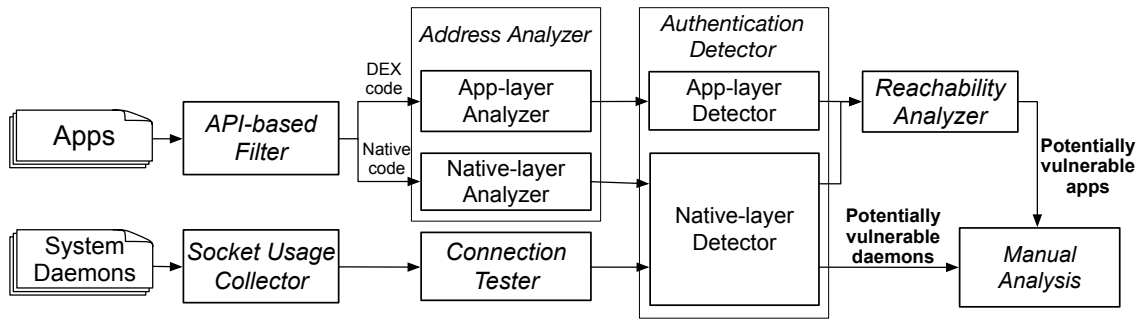 Address Analyzer
Authentication
Detector
DEX
code
App-layer
Analyzer
App-layer
Detector
Reachability
Analyzer
Apps
API-based
Filter
Native
code
Native-layer
Analyzer
Potentially
vulnerable
apps
Native-layer
Detector
Potentially
vulnerable
daemons
System
Daemons
Socket Usage
Collector
Connection
Tester
Manual
Analysis